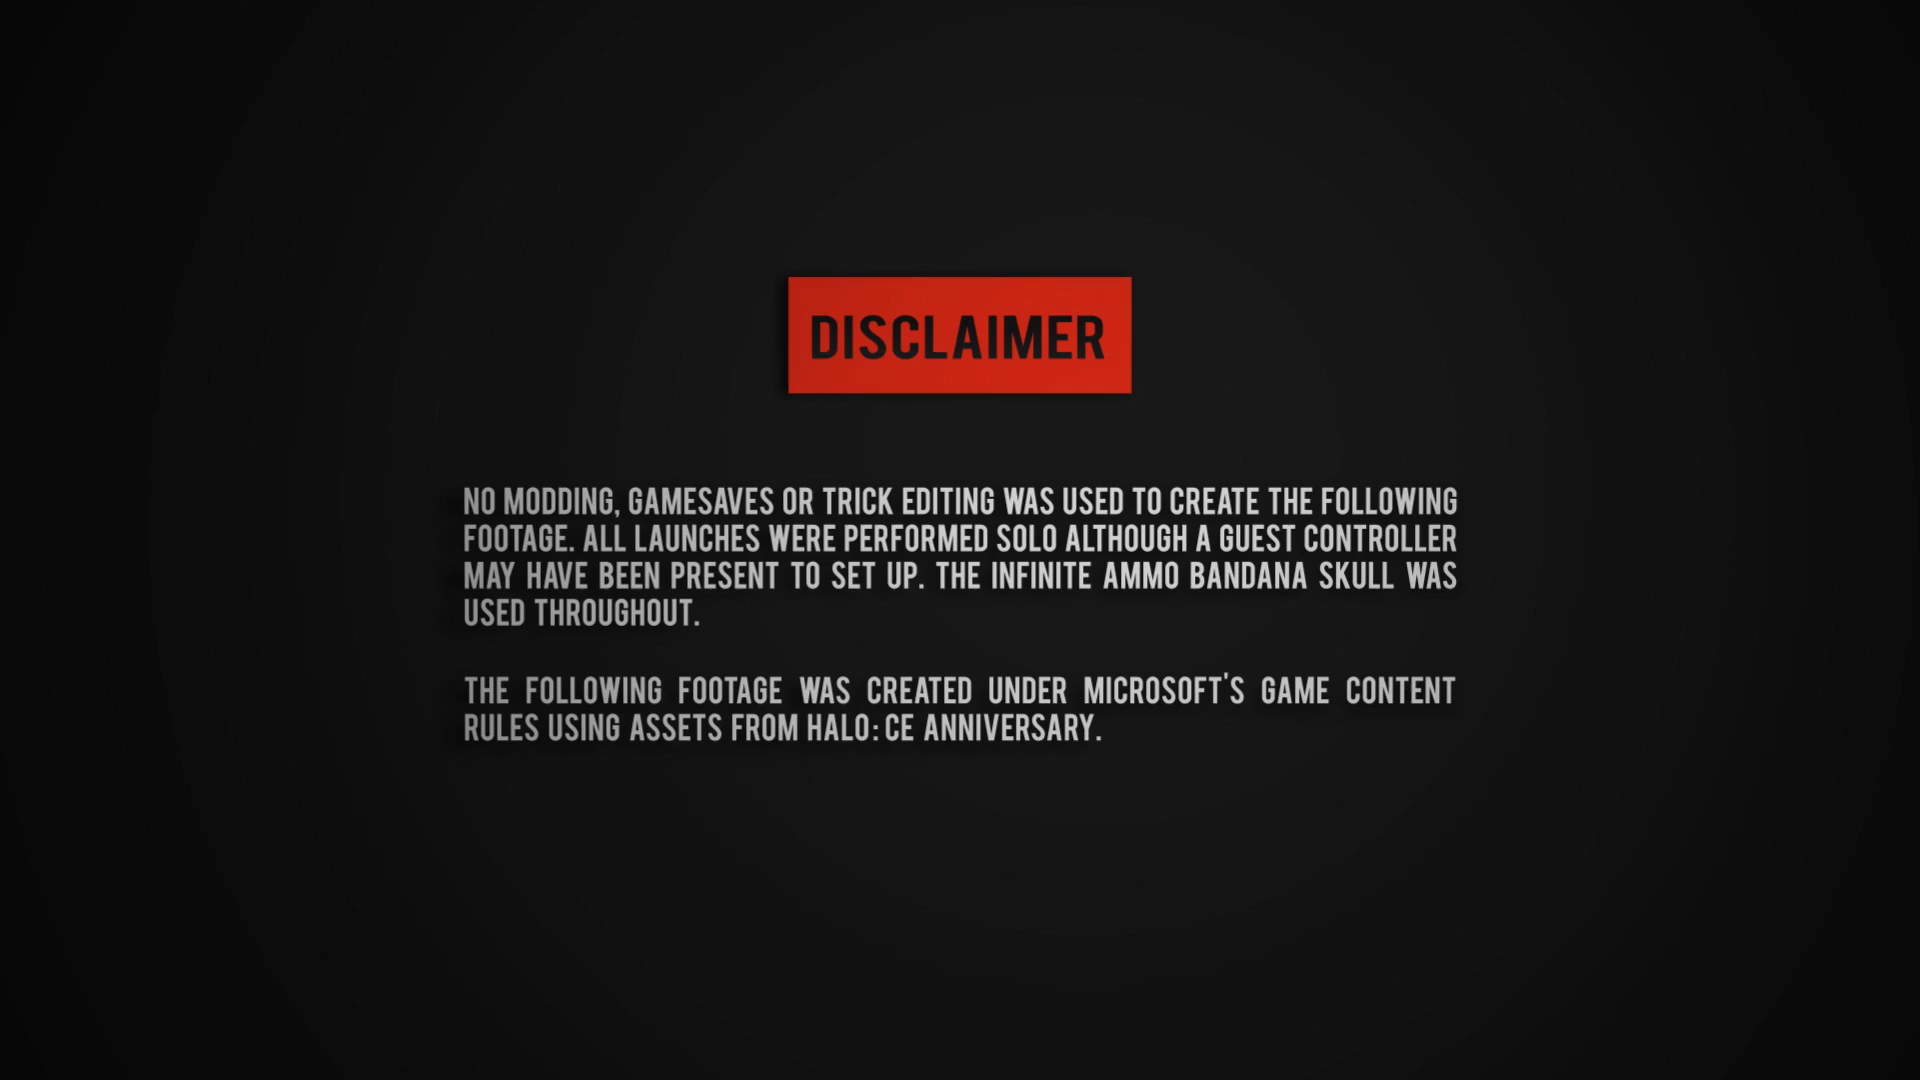 DISCLAIMER
NO MODDING, GAMESAVES OR TRICK EDITING WAS USED TO CREATE THE FOLLOWING
FOOTAGE. ALL LAUNCHES WERE PERFORMED SOLO ALTHOUGH A GUEST CONTROLLER
MAY HAVE BEEN PRESENT TO SET UP. THE INFINITE AMMO BANDANA SKULL WAS
USED THROUGHOUT.
THE FOLLOWING FOOTAGE WAS CREATED UNDER MICROSOFT'S GAME CONTENT
RULES USING ASSETS FROM HALO: CE ANNIVERSARY.